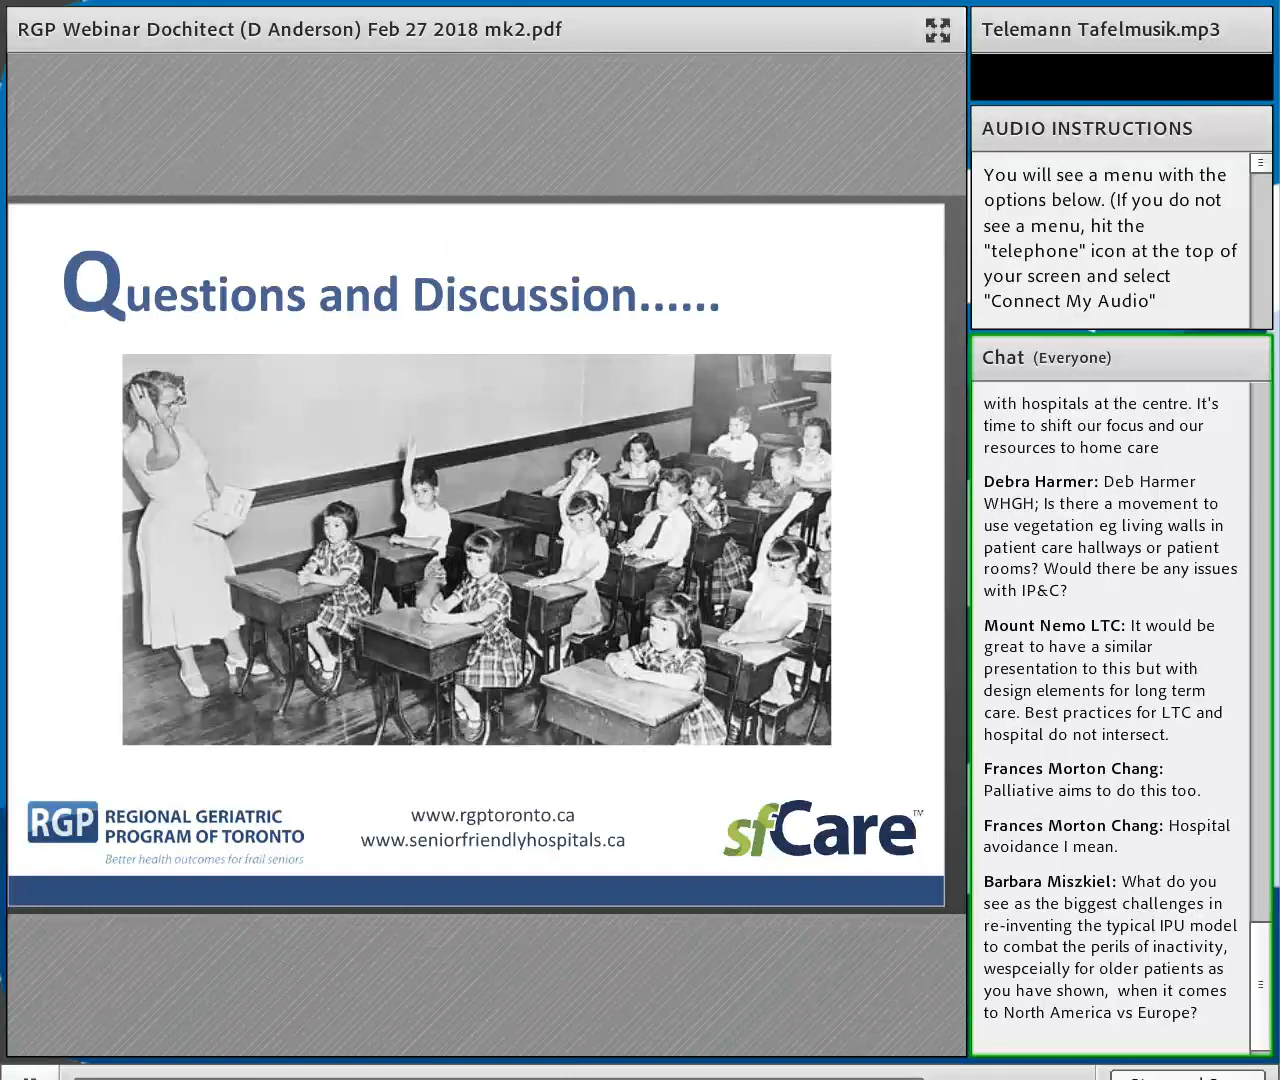 RGP Webinar Dochitect (D Anderson) Feb 27 2018 mk2.pdf
Questions and Discussion......
RGP REGIONAL GERIATRIC
PROGRAM OF TORONTO
Better health outcomes for frail seniors
www.rgptoronto.ca
www.seniorfriendlyhospitals.ca
sfCare™
Telemann Tafelmusik.mp3
AUDIO INSTRUCTIONS
You will see a menu with the
options below. (If you do not
see a menu, hit the
"telephone" icon at the top of
your screen and select
"Connect My Audio"
Chat (Everyone)
with hospitals at the centre. It's
time to shift our focus and our
resources to home care
Debra Harmer: Deb Harmer
WHGH; Is there a movement to
use vegetation eg living walls in
patient care hallways or patient
rooms? Would there be any issues
with IP&C?
Mount Nemo LTC: It would be
great to have a similar
presentation to this but with
design elements for long term
care. Best practices for LTC and
hospital do not intersect.
Frances Morton Chang:
Palliative aims to do this too.
Frances Morton Chang: Hospital
avoidance I mean.
Barbara Miszkiel: What do you
see as the biggest challenges in
re-inventing the typical IPU model
to combat the perils of inactivity,
wespceially for older patients as
you have shown, when it comes
to North America vs Europe?